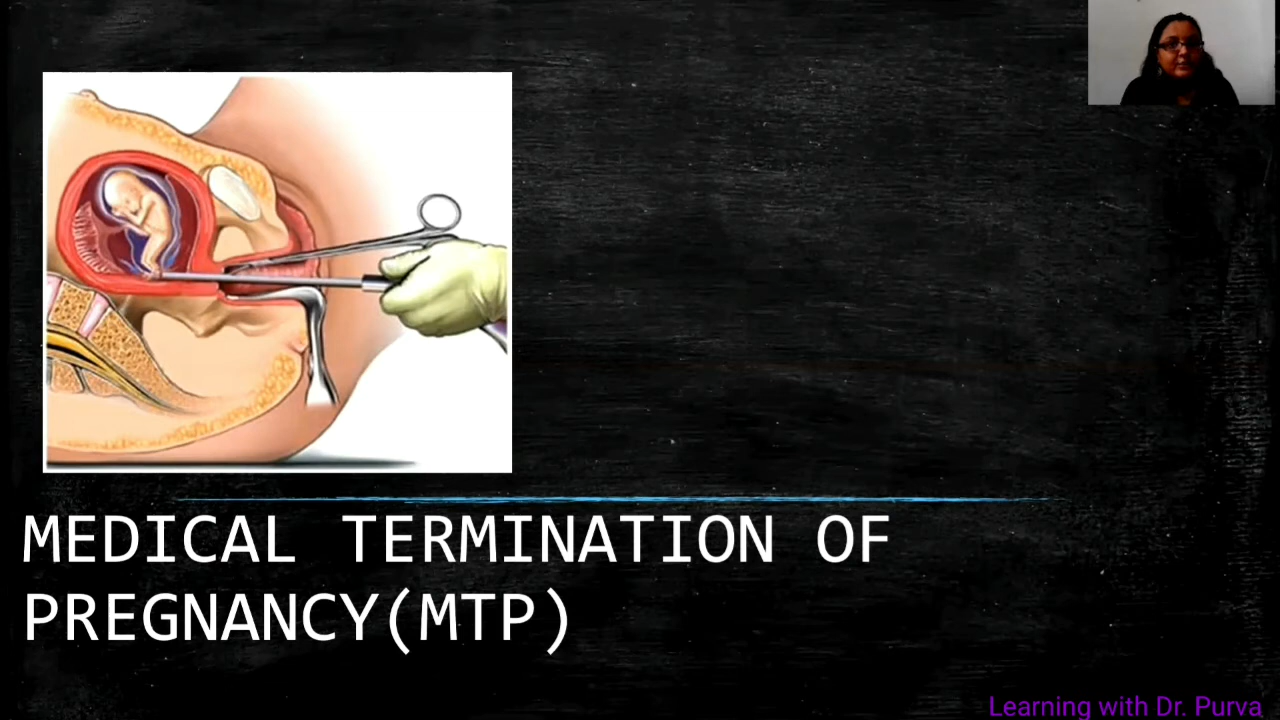 MEDICAL TERMINATION OF
PREGNANCY(MTP)
Learning with Dr. Purva